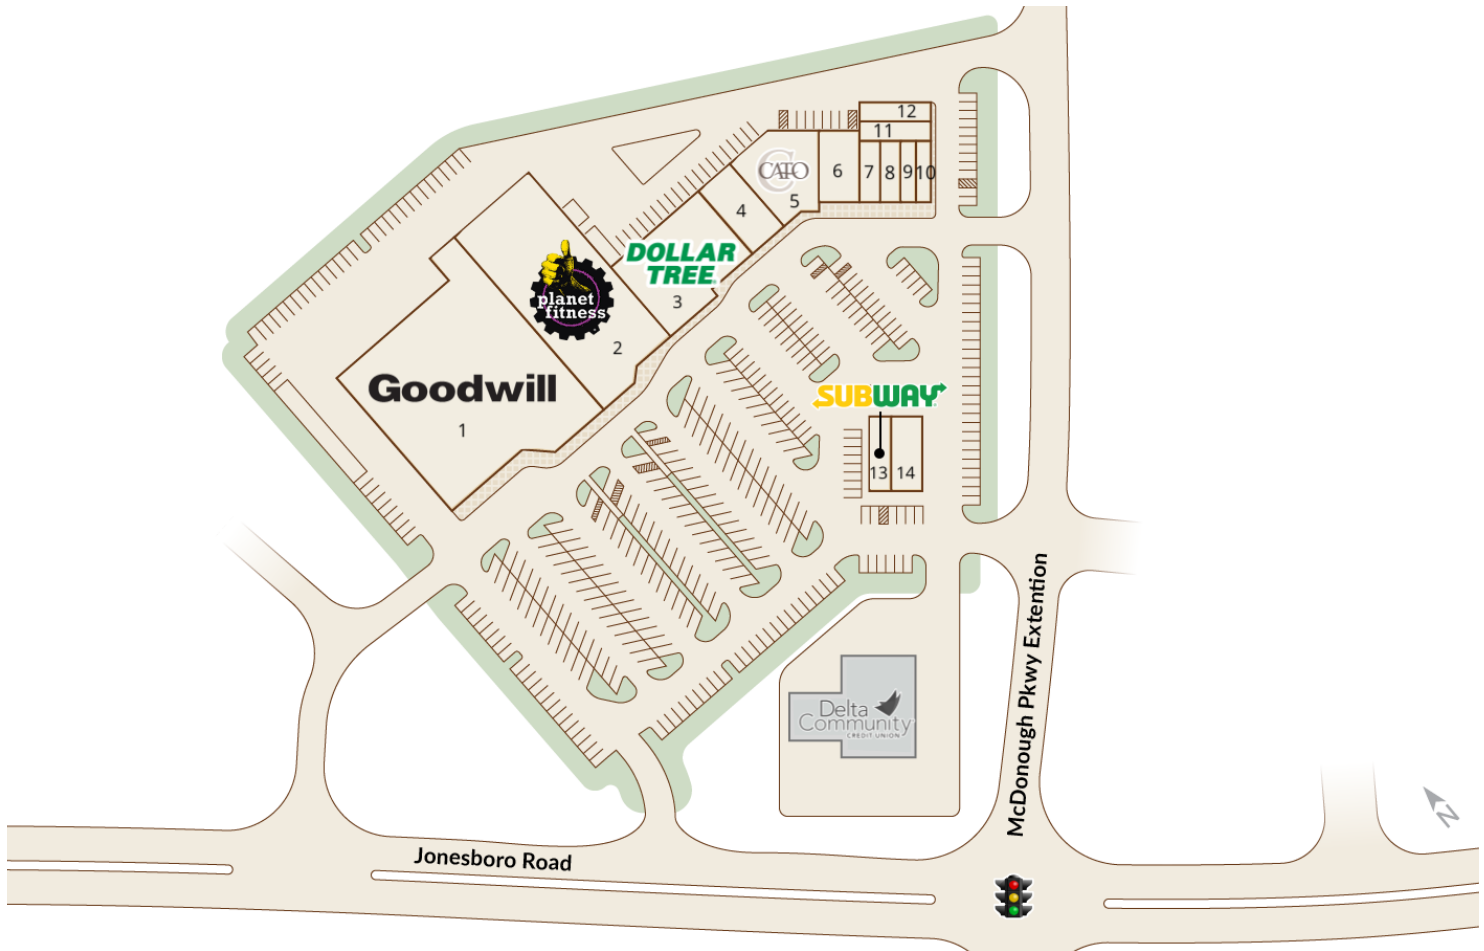 12
11
CATO
6
7
8
9
10
5
4
DOLLAR
TREE
3
planet
fitness
2
Goodwill
1
SUBWAY
13
14
Delta
Community
CREDIT UNION
McDonough Pkwy Extention
Jonesboro Road
N